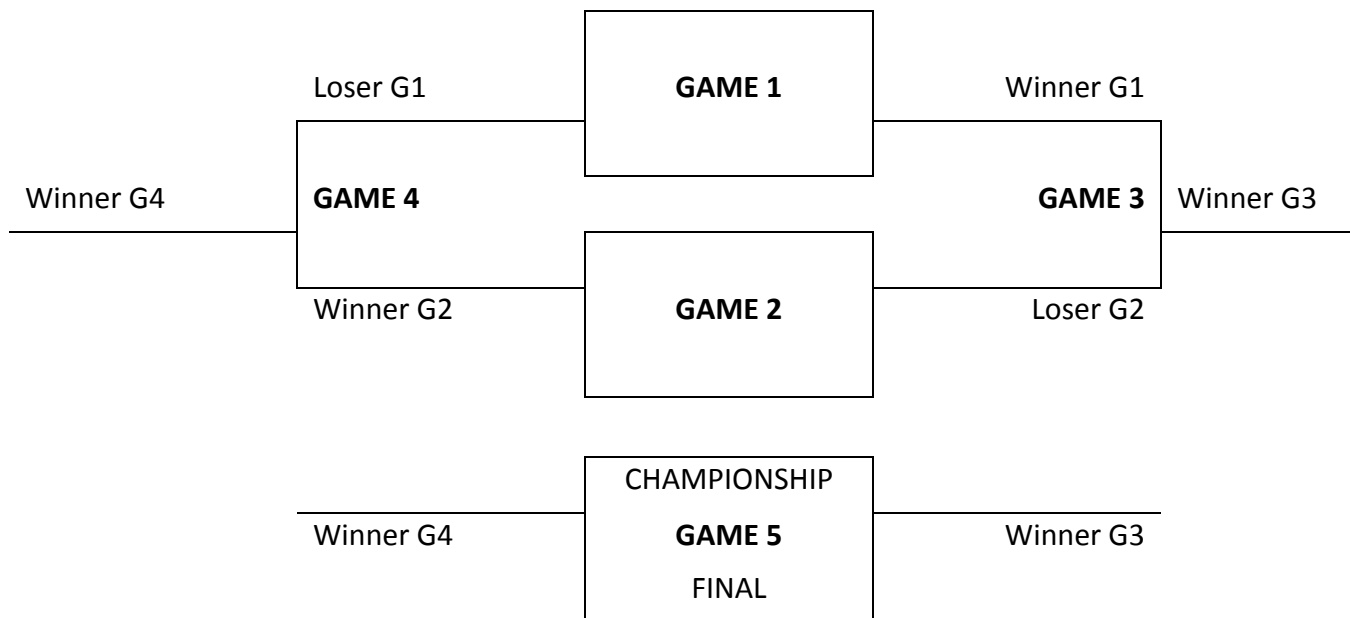 Loser G1 GAME 1 Winner G1
Winner G4 GAME 4 GAME 3 Winner G3
Winner G2 GAME 2 Loser G2
CHAMPIONSHIP
Winner G4 GAME 5 Winner G3
FINAL